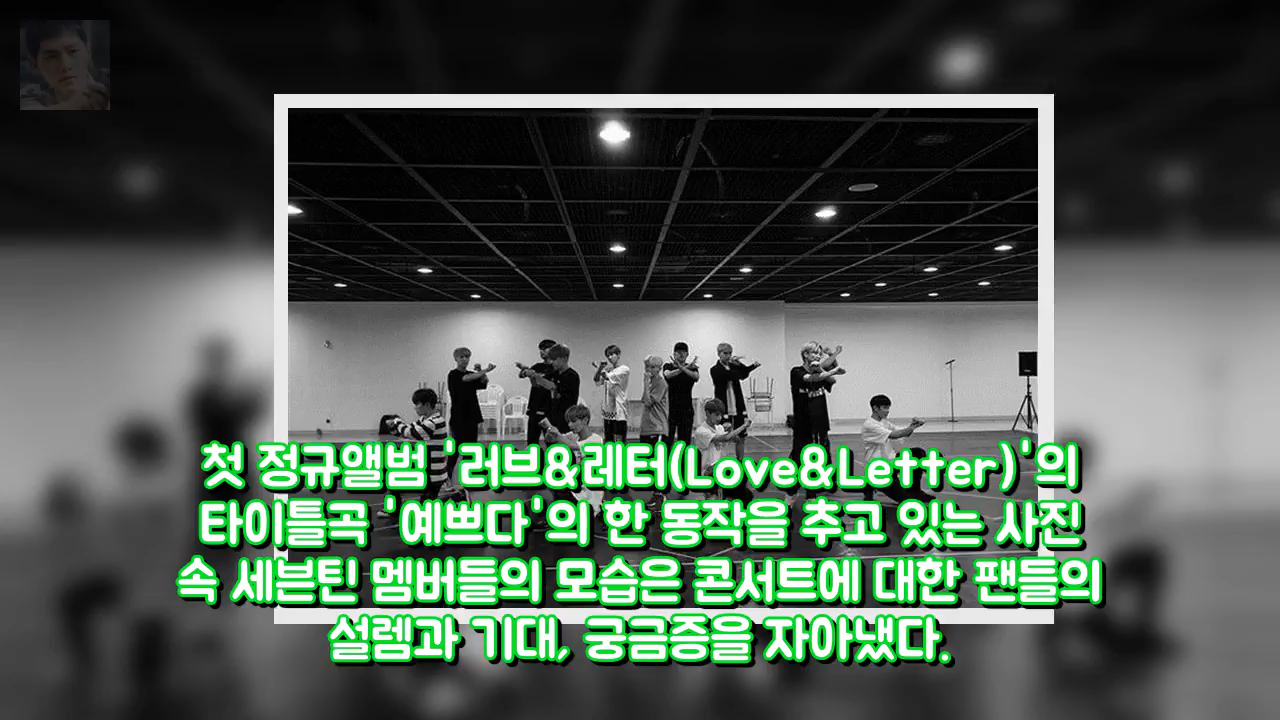 첫 정규앨범 '러브&레터(Love&Letter)'의
타이틀곡 '예쁘다'의 한 동작을 추고 있는 사진
속 세븐틴 멤버들의 모습은 콘서트에 대한 팬들의
설렘과 기대, 궁금증을 자아냈다.